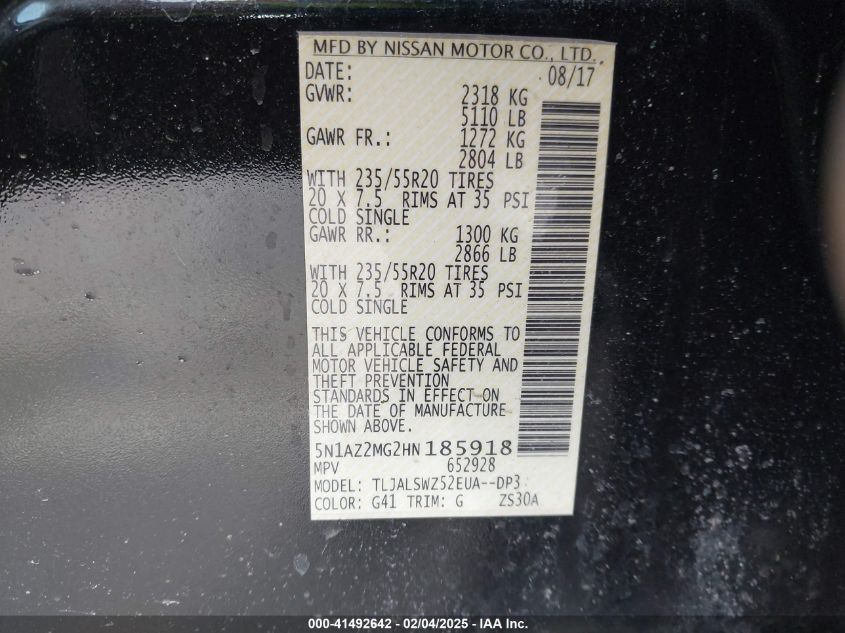 MFD BY NISSAN MOTOR CO., LTD.
DATE: 08/17
GVWR: 2318 KG
5110 LB
GAWR FR.: 1272 KG
2804 LB
WITH 235/55R20 TIRES
20 X 7.5 RIMS AT 35 PSI
COLD SINGLE
GAWR RR.: 1300 KG
2866 LB
WITH 235/55R20 TIRES
20 X 7.5 RIMS AT 35 PSI
COLD SINGLE
THIS VEHICLE CONFORMS TO
ALL APPLICABLE FEDERAL
MOTOR VEHICLE SAFETY AND
THEFT PREVENTION
STANDARDS IN EFFECT ON
THE DATE OF MANUFACTURE
SHOWN ABOVE.
5N1AZ2MG2HN185918
MPV 652928
MODEL: TLJALSWZ52EUA--DP3
COLOR: G41 TRIM: G ZS30A
000-41492642 - 02/04/2025 - IAAI.COM